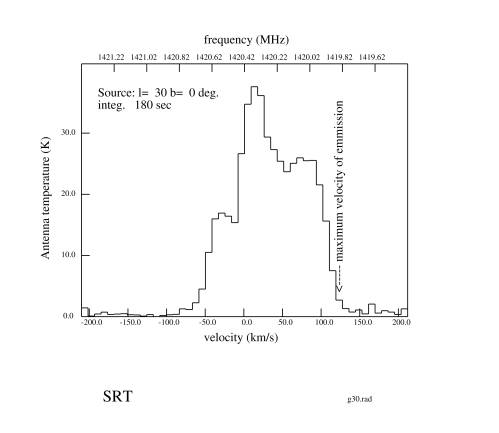 frequency (MHz)
1421.22 1421.02 1420.82 1420.62 1420.42 1420.22 1420.02 1419.82 1419.62
Source: l= 30 b= 0 deg.
integ. 180 sec
Antenna temperature (K)
30.0
20.0
10.0
0.0
maximum velocity of emmission
-200.0 -150.0 -100.0 -50.0 0.0 50.0 100.0 150.0 200.0
velocity (km/s)
SRT
g30.rad